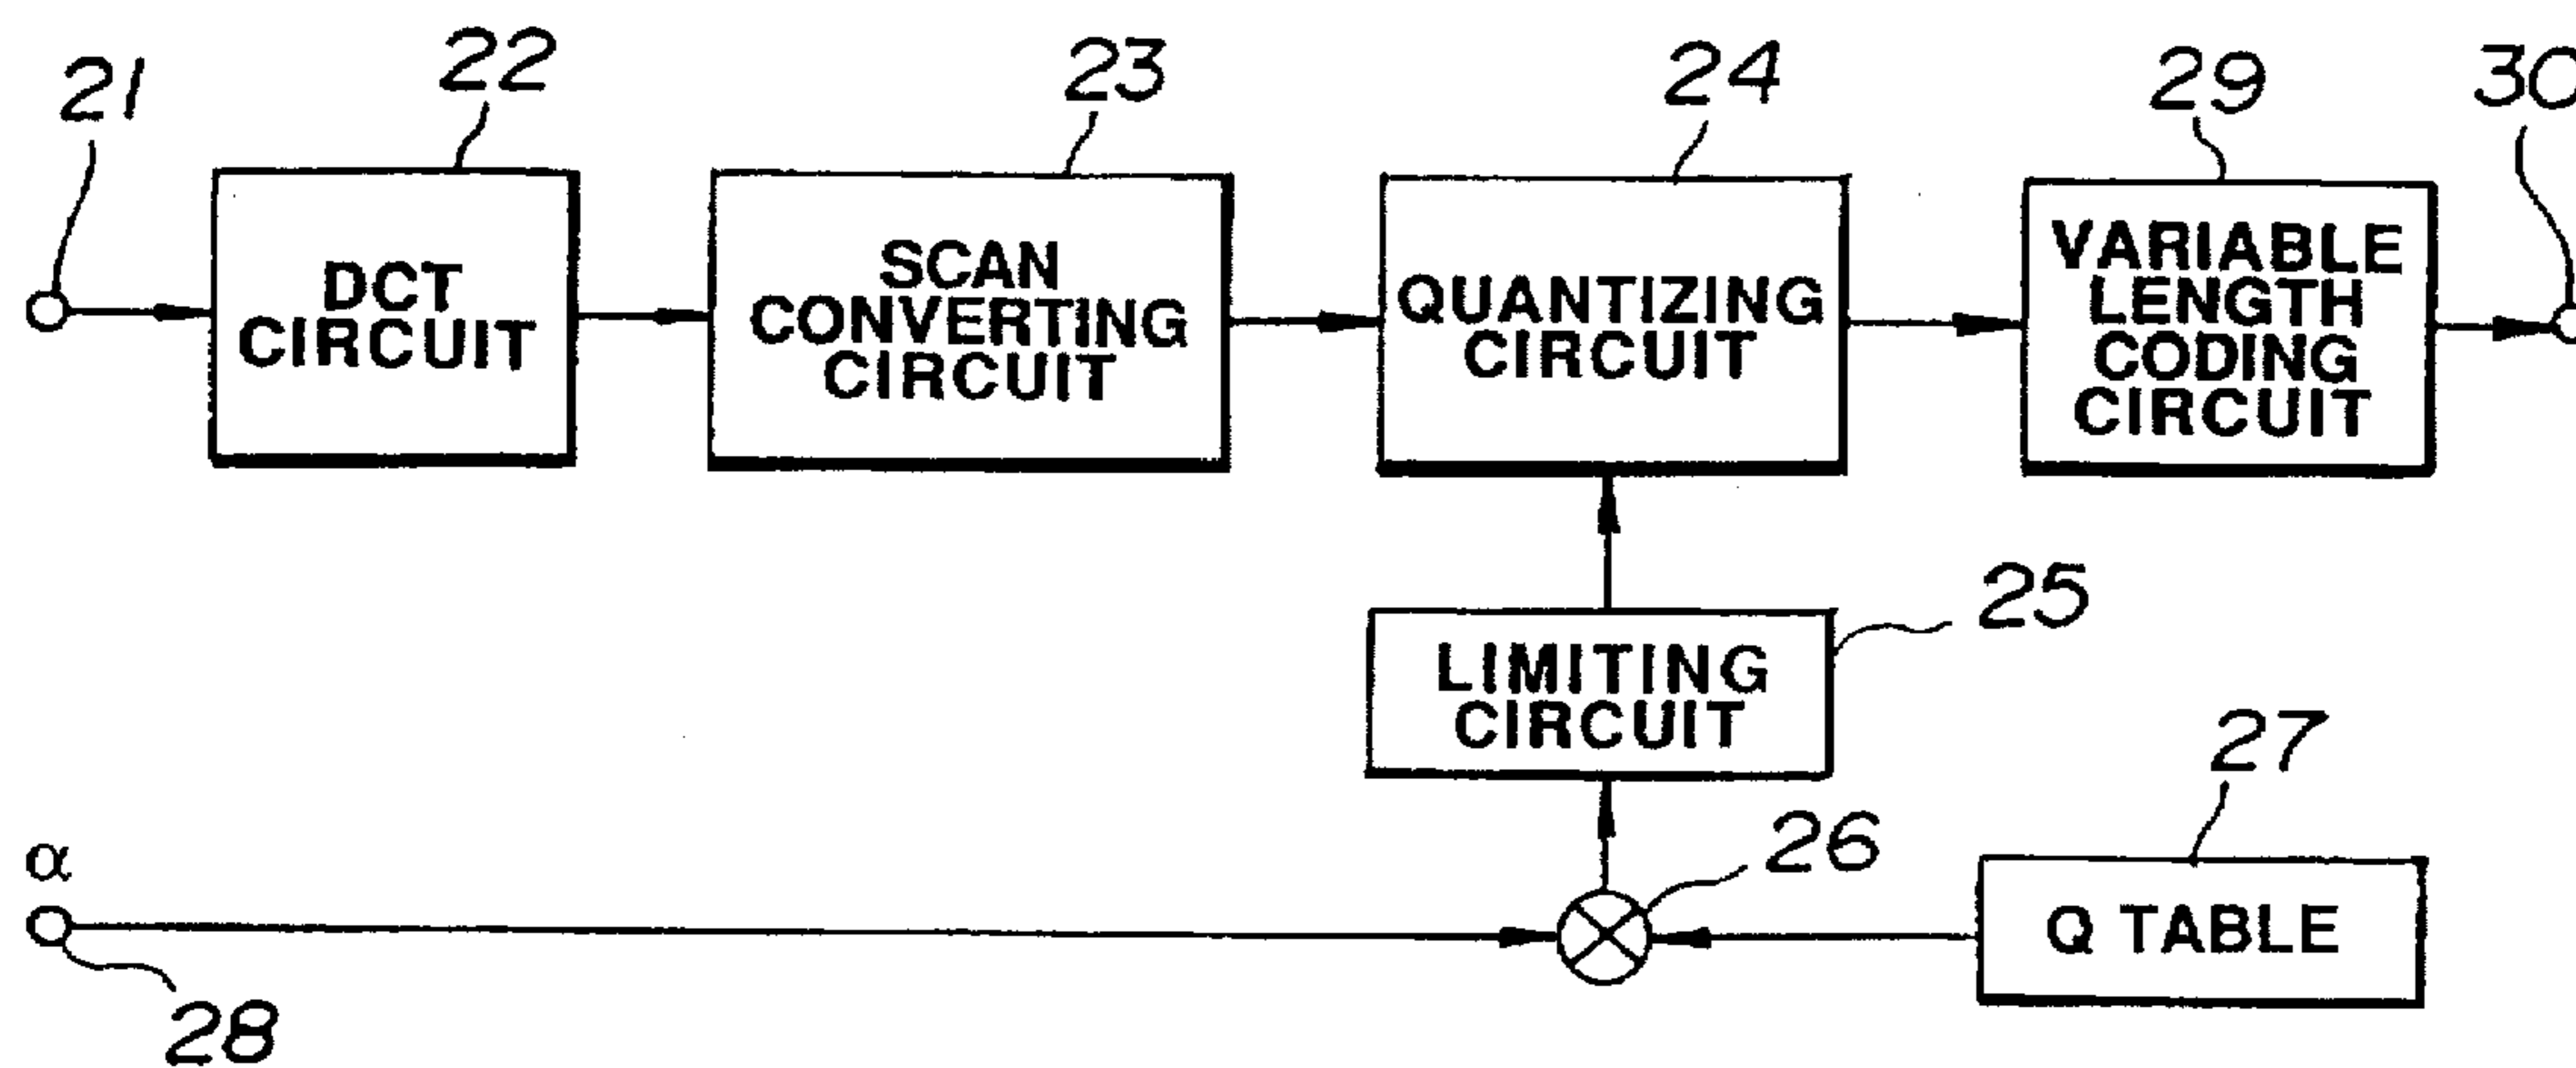 21
22
23
24
29
30
DCT
CIRCUIT
SCAN
CONVERTING
CIRCUIT
QUANTIZING
CIRCUIT
VARIABLE
LENGTH
CODING
CIRCUIT
25
LIMITING
CIRCUIT
27
26
α
Q TABLE
28